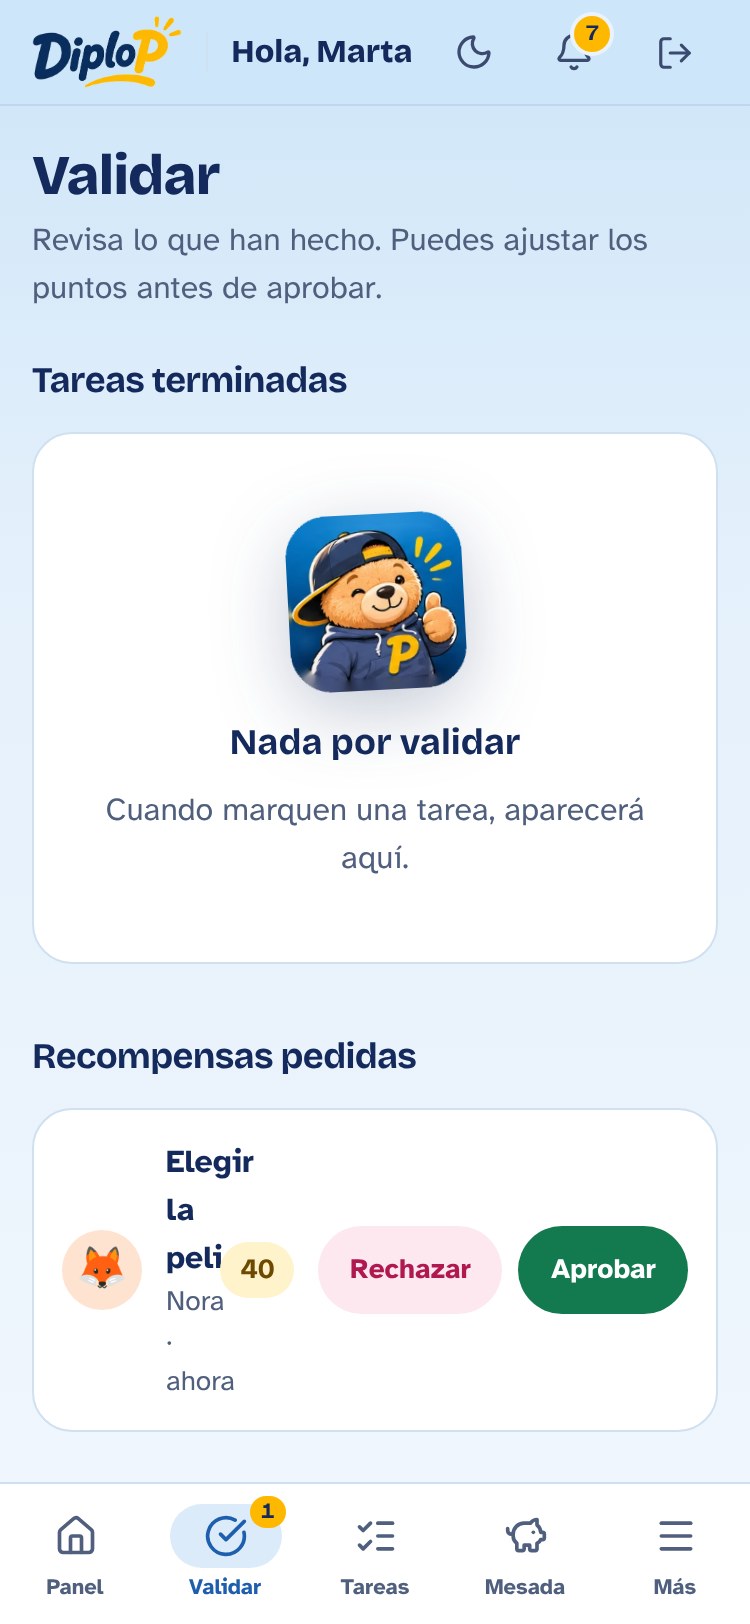 DiploP
Hola, Marta
7
Validar
Revisa lo que han hecho. Puedes ajustar los
puntos antes de aprobar.
Tareas terminadas
P
Nada por validar
Cuando marquen una tarea, aparecerá
aquí.
Recompensas pedidas
Elegir
la
peli
40
Rechazar
Aprobar
Nora
·
ahora
1
Panel
Validar
Tareas
Mesada
Más